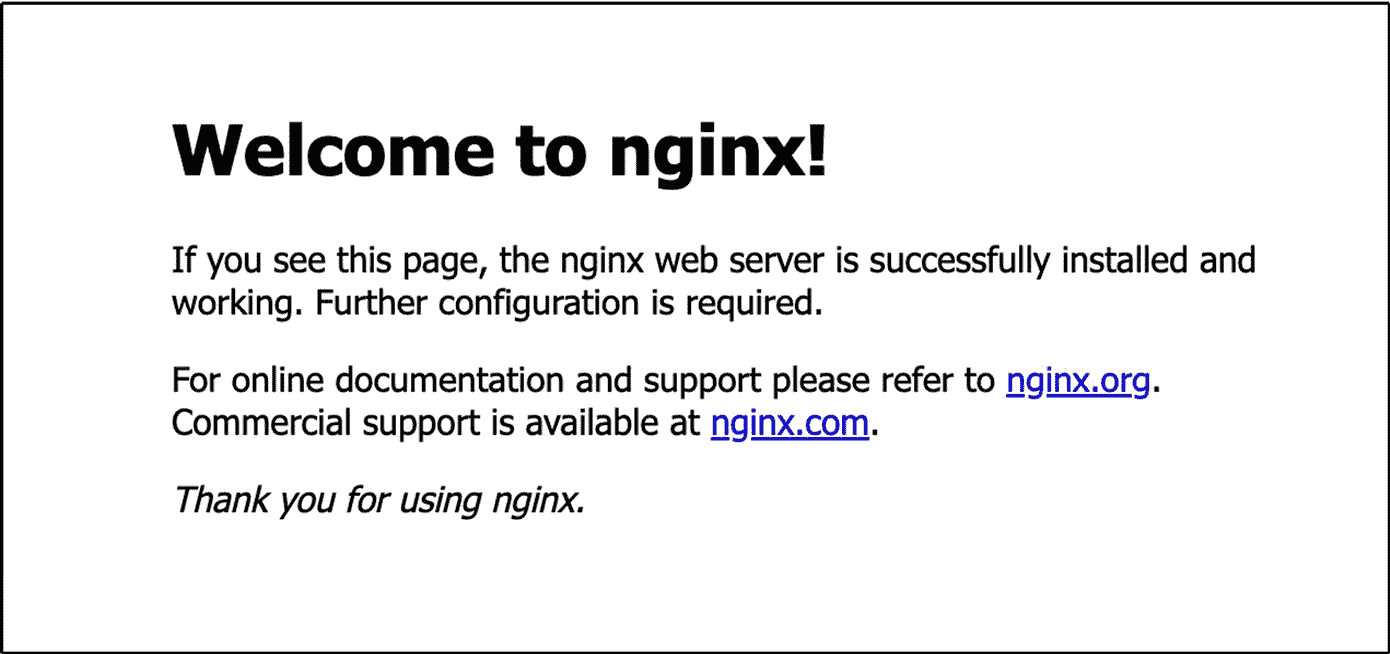 Welcome to nginx!
If you see this page, the nginx web server is successfully installed and
working. Further configuration is required.
For online documentation and support please refer to nginx.org.
Commercial support is available at nginx.com.
Thank you for using nginx.